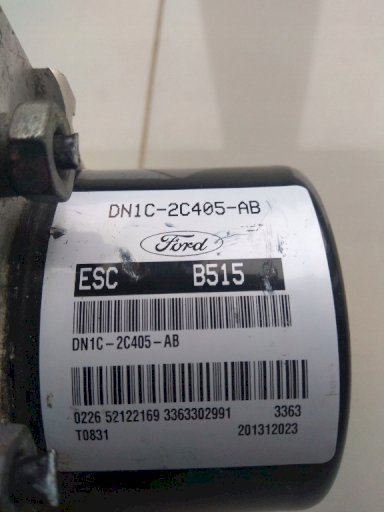 DN1C-2C405-AB
Ford
ESC B515
DN1C-2C405-AB
0226 52122169 3363302991 3363
T0831 201312023